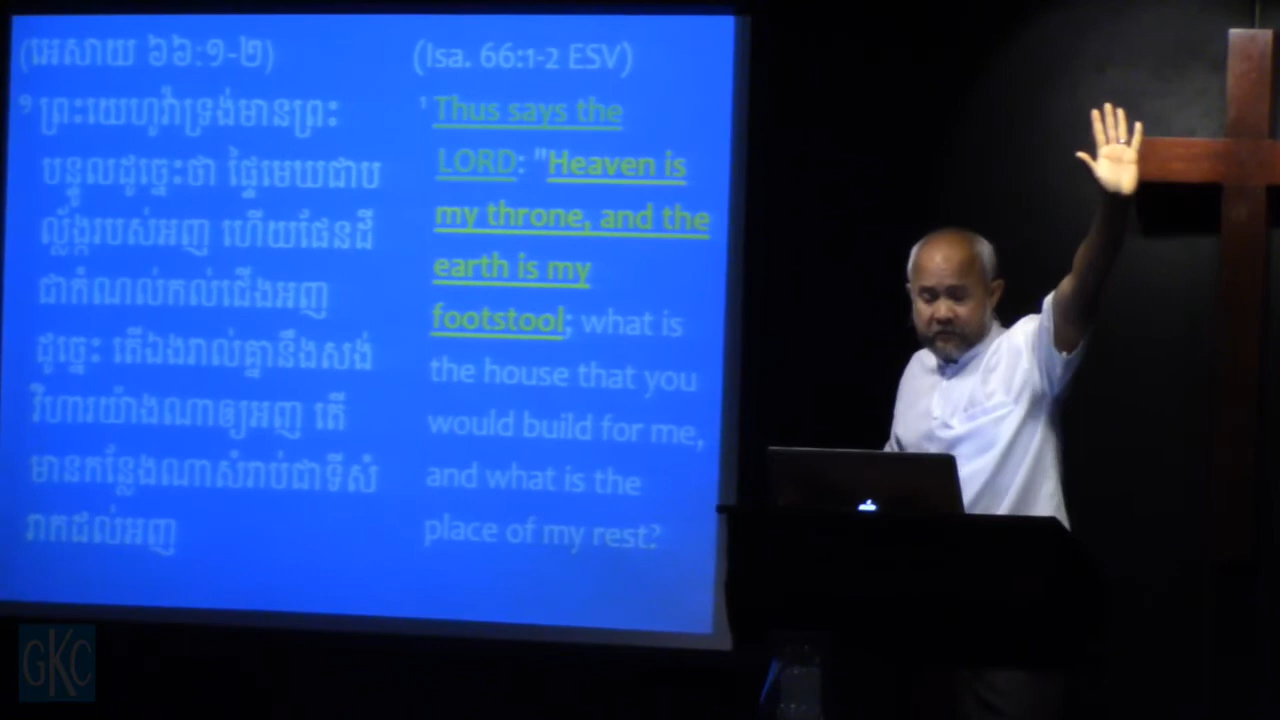 (អេសាយ ៦៦:១-២)
១ ព្រះយេហូវ៉ាទ្រង់មានព្រះ
បន្ទូលដូច្នេះថា ផ្ទៃមេឃជាប
ល្ល័ង្ករបស់អញ ហើយផែនដី
ជាកំណល់កល់ជើងអញ
ដូច្នេះ តើឯងរាល់គ្នានឹងសង់
វិហារយ៉ាងណាឲ្យអញ តើ
មានកន្លែងណាសំរាប់ជាទីសំ
រាកដល់អញ
(Isa. 66:1-2 ESV)
1 Thus says the
LORD: "Heaven is
my throne, and the
earth is my
footstool; what is
the house that you
would build for me,
and what is the
place of my rest?
GKC